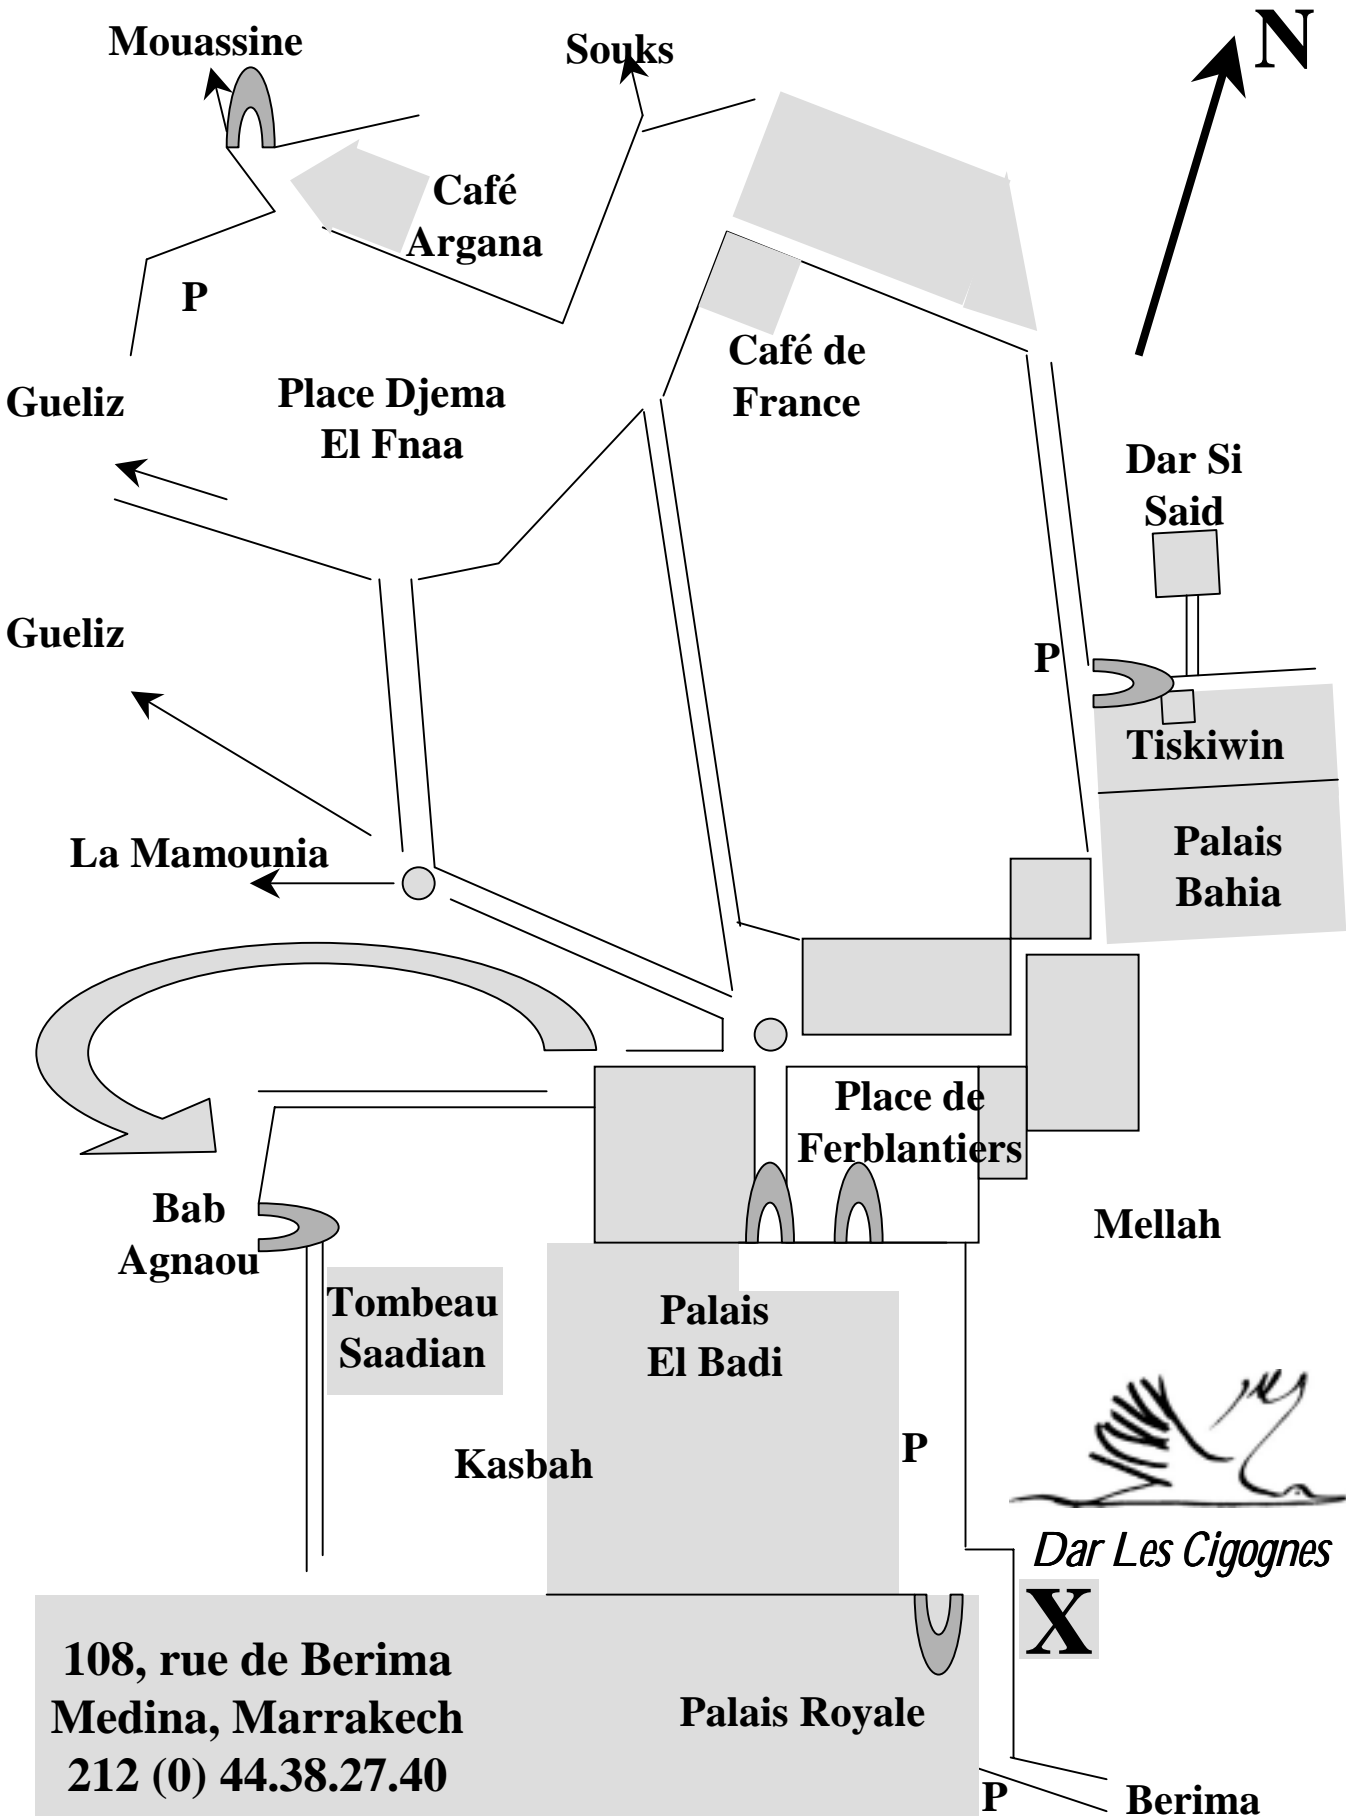 Mouassine
Souks
N
Café
Argana
P
Café de
France
Gueliz
Place Djema
El Fnaa
Dar Si
Said
Gueliz
P
Tiskiwin
La Mamounia
Palais
Bahia
Place de
Ferblantiers
Bab
Agnaou
Mellah
Tombeau
Saadian
Palais
El Badi
Kasbah
P
Dar Les Cigognes
X
108, rue de Berima
Medina, Marrakech
212 (0) 44.38.27.40
Palais Royale
P
Berima